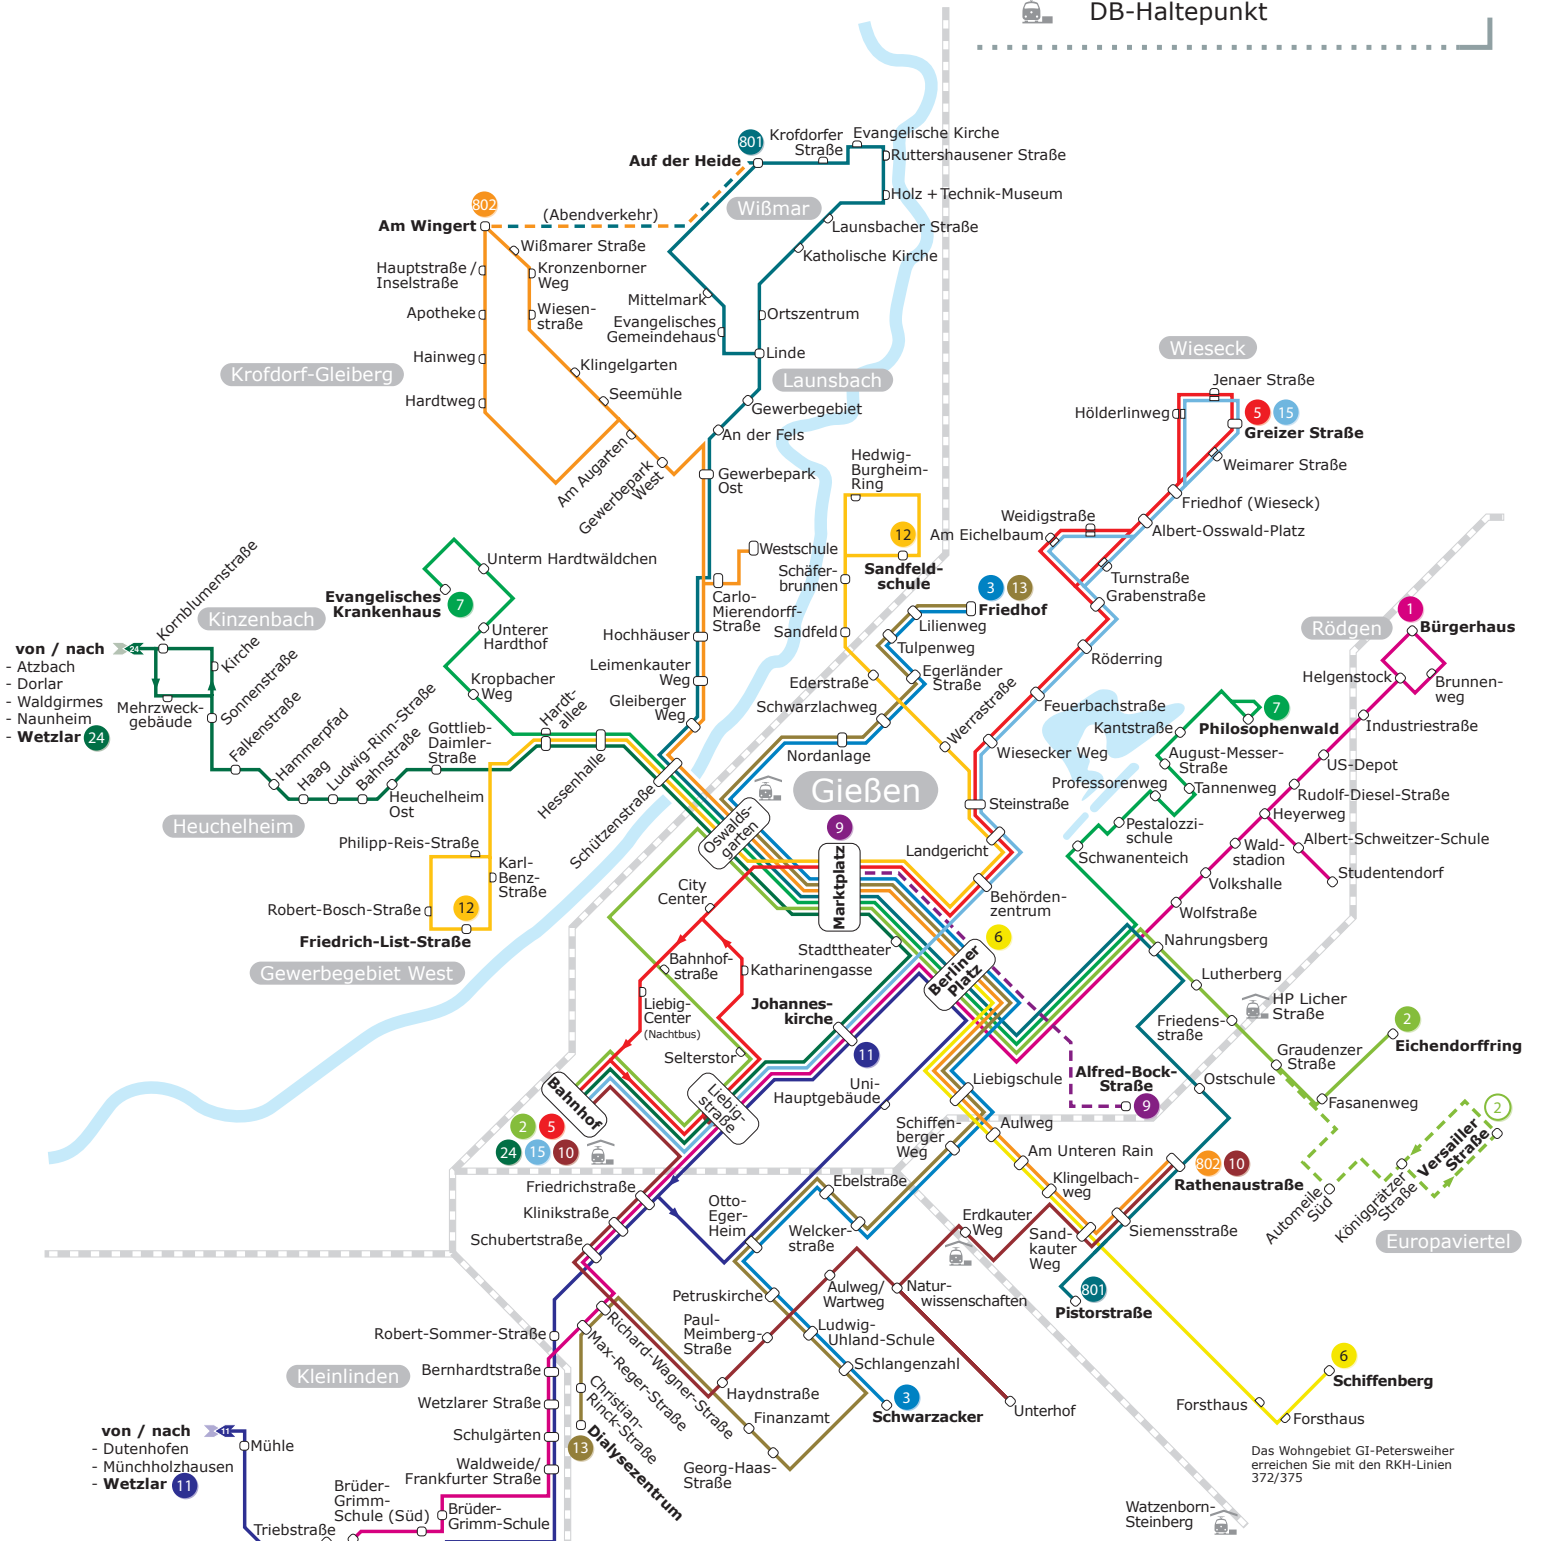 DB-Haltepunkt
801
Krofdorfer
Straße
Evangelische Kirche
Auf der Heide
Ruttershausener Straße
Holz + Technik-Museum
Wißmar
802
(Abendverkehr)
Am Wingert
Launsbacher Straße
Wißmarer Straße
Katholische Kirche
Hauptstraße /
Inselstraße
Kronzenborner
Weg
Mittelmark
Apotheke
Wiesen-
straße
Evangelisches
Gemeindehaus
Ortszentrum
Linde
Hainweg
Klingelgarten
Krofdorf-Gleiberg
Launsbach
Hardtweg
Seemühle
Gewerbegebiet
An der Fels
Am Augarten
Gewerbepark
West
Gewerbepark
Ost
Wieseck
Jenaer Straße
Hölderlinweg
5
15
Greizer Straße
Weimarer Straße
Friedhof (Wieseck)
Weidigstraße
Albert-Osswald-Platz
Am Eichelbaum
Turnstraße
Grabenstraße
Röderring
Feuerbachstraße
Wiesecker Weg
Werrastraße
Steinstraße
Hedwig-
Burgheim-
Ring
12
Sandfeld-
schule
Schäfer-
brunnen
Sandfeld
Ederstraße
Westschule
Carlo-
Mierendorff-
Straße
Hochhäuser
Leimenkauter
Weg
Gleiberger
Weg
3
13
Friedhof
Lilienweg
Tulpenweg
Egerländer
Straße
Schwarzlachweg
Nordanlage
Unterm Hardtwäldchen
Evangelisches
Krankenhaus
7
Unterer
Hardthof
Kropbacher
Weg
Hardt-
allee
Kornblumenstraße
Kinzenbach
Kirche
von / nach
24
- Atzbach
- Dorlar
- Waldgirmes
- Naunheim
- Wetzlar 24
Mehrzweck-
gebäude
Sonnenstraße
Falkenstraße
Hammerpfad
Haag
Ludwig-Rinn-Straße
Bahnstraße
Gottlieb-
Daimler-
Straße
Heuchelheim
Ost
Heuchelheim
Hessenhalle
Schützenstraße
Philipp-Reis-Straße
Karl-
Benz-
Straße
Robert-Bosch-Straße
12
Friedrich-List-Straße
Gewerbegebiet West
Oswalds-
garten
Gießen
9
Marktplatz
Landgericht
Behörden-
zentrum
6
Berliner
Platz
Stadttheater
City
Center
Bahnhof-
straße
Katharinengasse
Liebig-
Center
(Nachtbus)
Johannes-
kirche
Selterstor
11
Uni-
Hauptgebäude
Bahnhof
Liebig-
straße
2
5
24
15
10
Rödgen
1
Bürgerhaus
Helgenstock
Brunnen-
weg
Industriestraße
US-Depot
Rudolf-Diesel-Straße
Heyerweg
Albert-Schweitzer-Schule
Studentendorf
Wald-
stadion
Volkshalle
Wolfstraße
Nahrungsberg
Lutherberg
HP Licher
Straße
Friedens-
straße
Graudenzer
Straße
2
Eichendorffring
Ostschule
Fasanenweg
2
Versailler
Straße
Königgrätzer
Straße
Automeile
Süd
Europaviertel
Kantstraße
7
Philosophenwald
August-Messer-
Straße
Professorenweg
Tannenweg
Pestalozzi-
schule
Schwanenteich
Liebigschule
Alfred-Bock-
Straße
9
Schiffen-
berger
Weg
Aulweg
Am Unteren Rain
Klingelbach-
weg
802
10
Rathenaustraße
Siemensstraße
Sand-
kauter
Weg
Erdkauter
Weg
801
Pistorstraße
Ebelstraße
Welcker-
straße
Otto-
Eger-
Heim
Friedrichstraße
Klinikstraße
Schubertstraße
Petruskirche
Aulweg/
Wartweg
Natur-
wissenschaften
Paul-
Meimberg-
Straße
Ludwig-
Uhland-Schule
Schlangenzahl
3
Schwarzacker
Haydnstraße
Unterhof
Finanzamt
Georg-Haas-
Straße
Richard-Wagner-Straße
Max-Reger-Straße
Christian-
Rinck-Straße
13
Dialysezentrum
Robert-Sommer-Straße
Bernhardtstraße
Kleinlinden
Wetzlarer Straße
Schulgärten
Waldweide/
Frankfurter Straße
Brüder-
Grimm-
Schule (Süd)
Brüder-
Grimm-Schule
von / nach
11
- Dutenhofen
- Münchholzhausen
- Wetzlar 11
Mühle
Triebstraße
6
Schiffenberg
Forsthaus
Forsthaus
Das Wohngebiet GI-Petersweiher
erreichen Sie mit den RKH-Linien
372/375
Watzenborn-
Steinberg